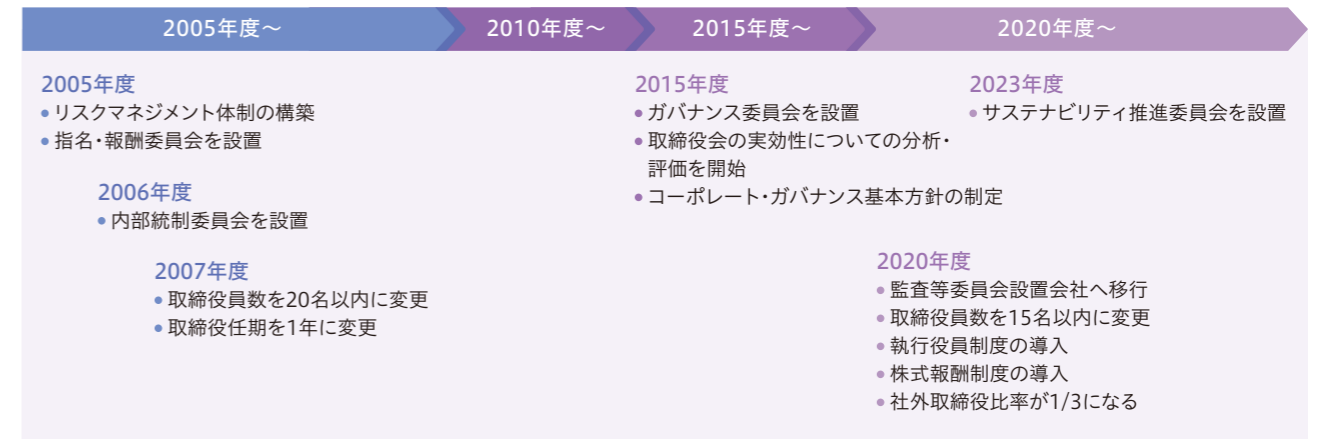 2005年度～
2010年度～
2015年度～
2020年度～
2005年度
• リスクマネジメント体制の構築
• 指名・報酬委員会を設置
2006年度
• 内部統制委員会を設置
2007年度
• 取締役員数を20名以内に変更
• 取締役任期を1年に変更
2015年度
• ガバナンス委員会を設置
• 取締役会の実効性についての分析・
評価を開始
• コーポレート・ガバナンス基本方針の制定
2020年度
• 監査等委員会設置会社へ移行
• 取締役員数を15名以内に変更
• 執行役員制度の導入
• 株式報酬制度の導入
• 社外取締役比率が1/3になる
2023年度
• サステナビリティ推進委員会を設置